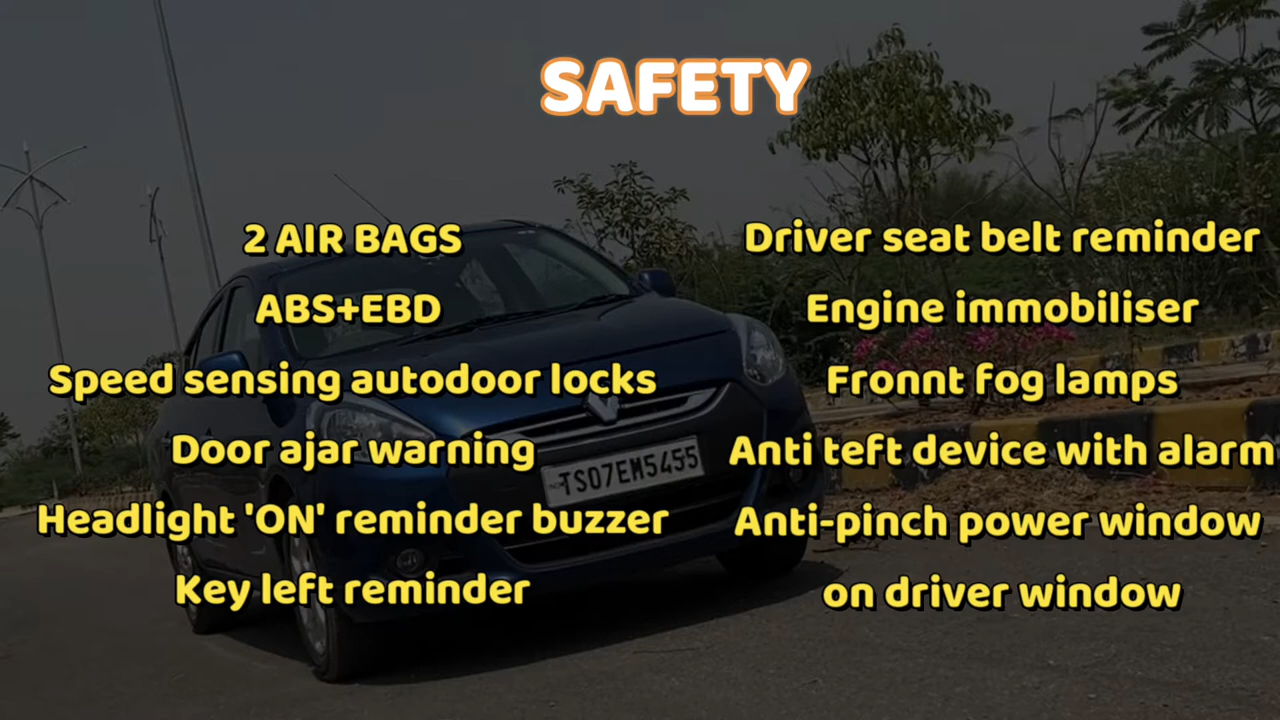 SAFETY
2 AIR BAGS
ABS+EBD
Speed sensing autodoor locks
Door ajar warning
Headlight 'ON' reminder buzzer
Key left reminder
Driver seat belt reminder
Engine immobiliser
Fronnt fog lamps
Anti teft device with alarm
Anti-pinch power window
on driver window
TS07EM5455